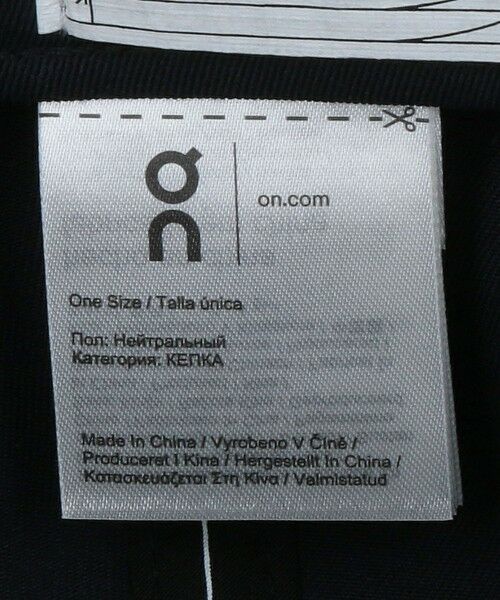 on
on.com
One Size / Talla única
Пол: Нейтральный
Категория: КЕПКА
Made In China / Vyrobeno V Číně /
Produceret I Kina / Hergestellt In China /
Κατασκευάζεται Στη Κίνα / Valmistatud